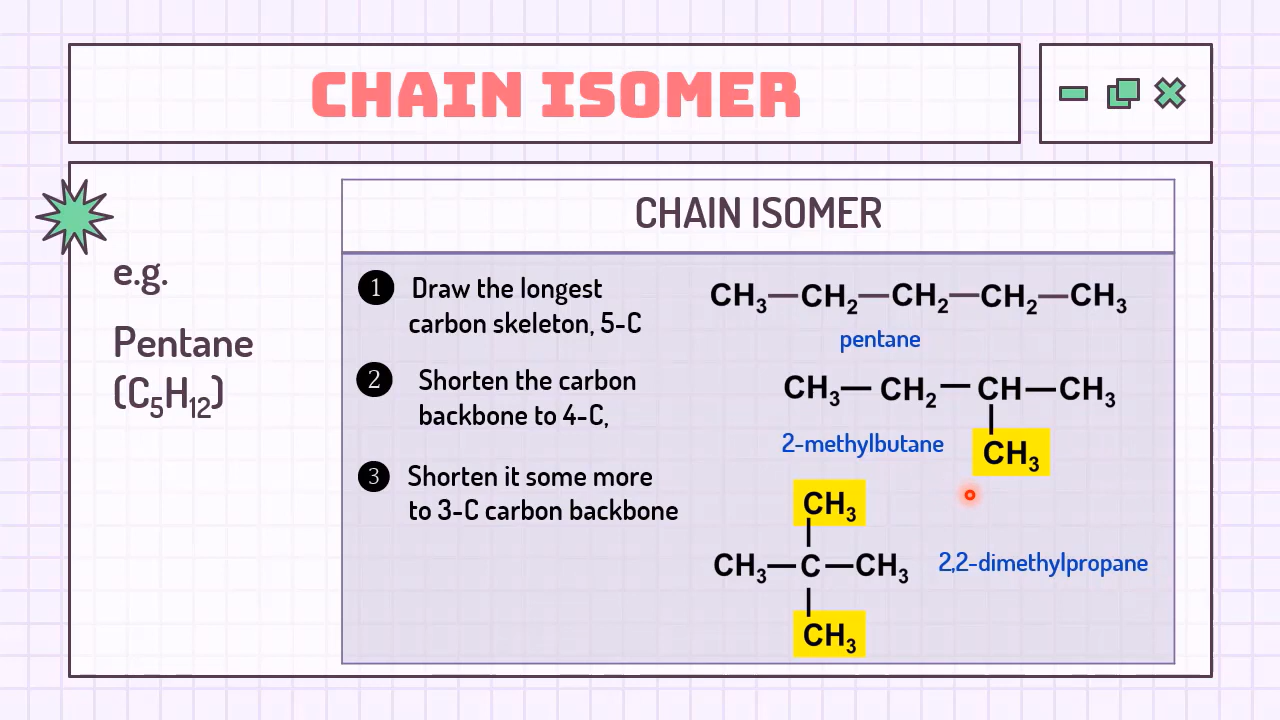 CHAIN ISOMER
e.g.
Pentane
(C₅H₁₂)
CHAIN ISOMER
1 Draw the longest
carbon skeleton, 5-C
2 Shorten the carbon
backbone to 4-C,
3 Shorten it some more
to 3-C carbon backbone
CH₃—CH₂—CH₂—CH₂—CH₃
pentane
CH₃—CH₂—CH—CH₃
2-methylbutane
CH₃
CH₃
CH₃—C—CH₃
2,2-dimethylpropane
CH₃